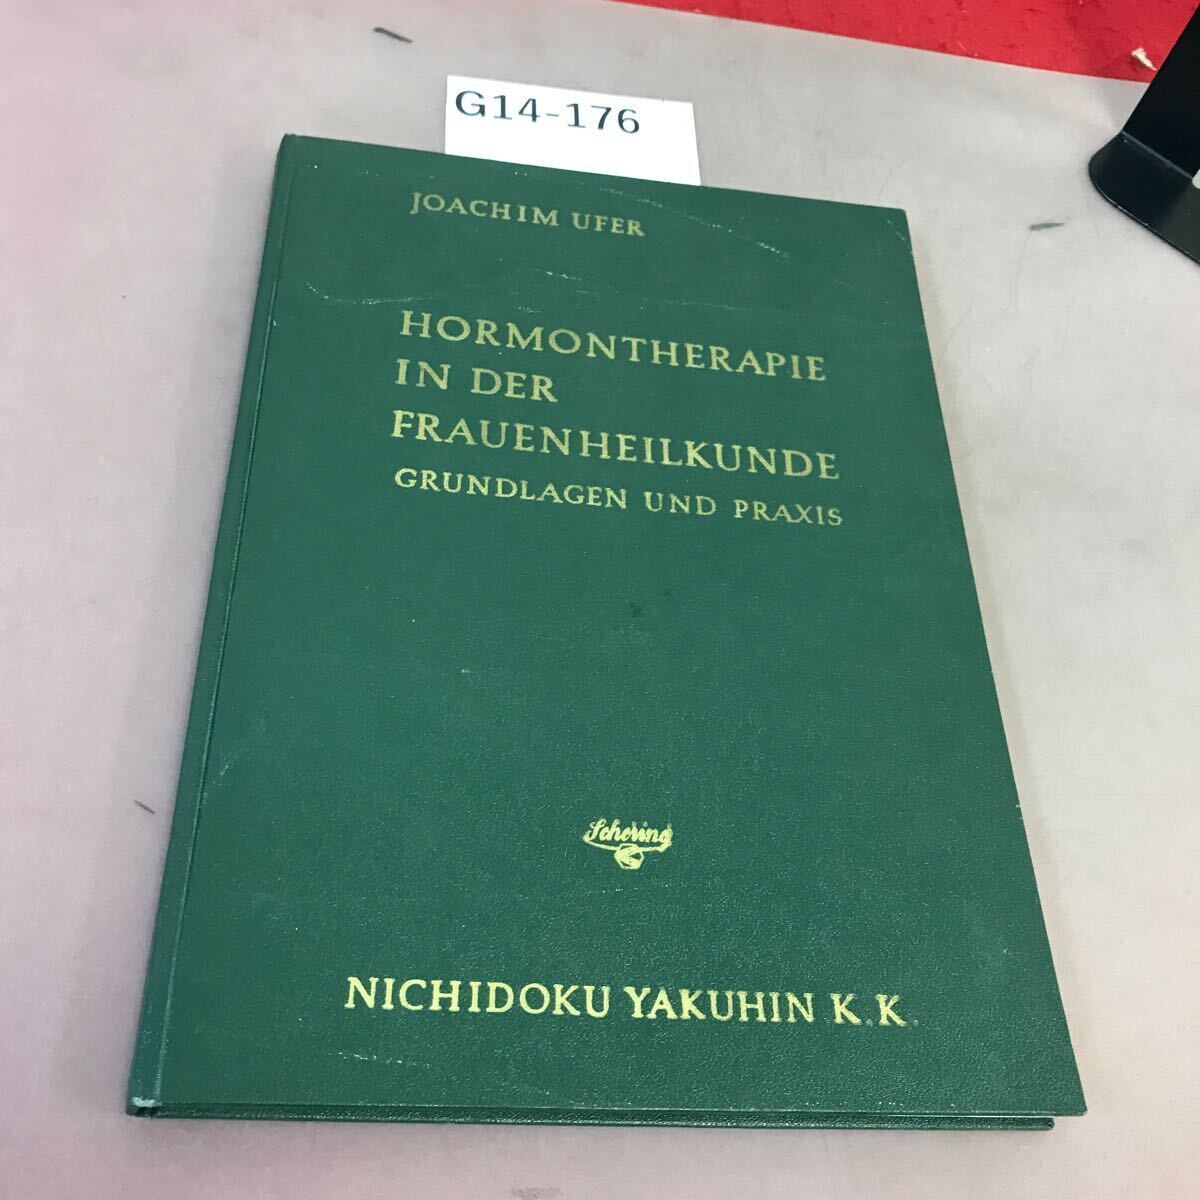 G14-176
JOACHIM UFER
HORMONTHERAPIE
IN DER
FRAUENHEILKUNDE
GRUNDLAGEN UND PRAXIS
Schering
NICHIDOKU YAKUHIN K.K.